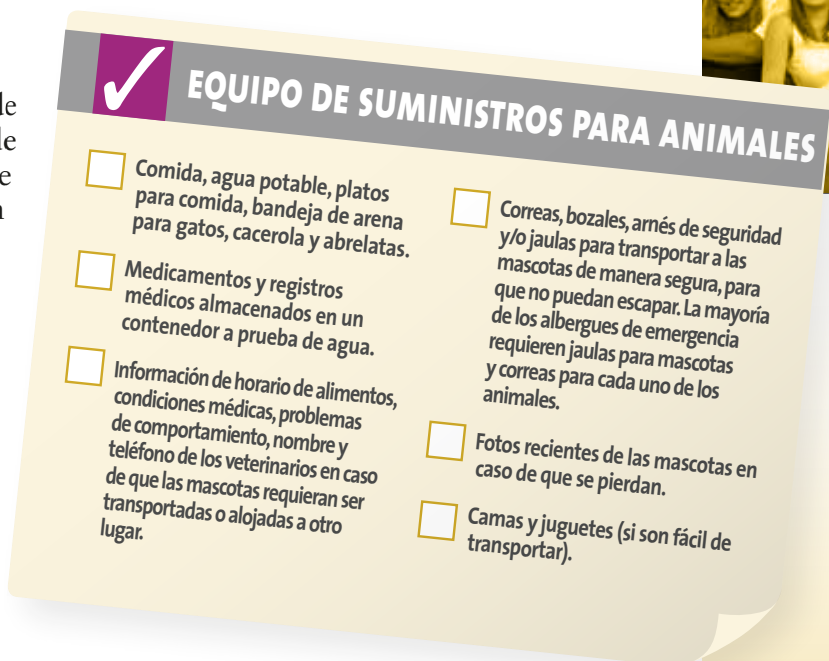 de
de
e
n
EQUIPO DE SUMINISTROS PARA ANIMALES
Comida, agua potable, platos
para comida, bandeja de arena
para gatos, cacerola y abrelatas.
Medicamentos y registros
médicos almacenados en un
contenedor a prueba de agua.
Información de horario de alimentos,
condiciones médicas, problemas
de comportamiento, nombre y
teléfono de los veterinarios en caso
de que las mascotas requieran ser
transportadas o alojadas a otro
lugar.
Correas, bozales, arnés de seguridad
y/o jaulas para transportar a las
mascotas de manera segura, para
que no puedan escapar. La mayoría
de los albergues de emergencia
requieren jaulas para mascotas
y correas para cada uno de los
animales.
Fotos recientes de las mascotas en
caso de que se pierdan.
Camas y juguetes (si son fácil de
transportar).